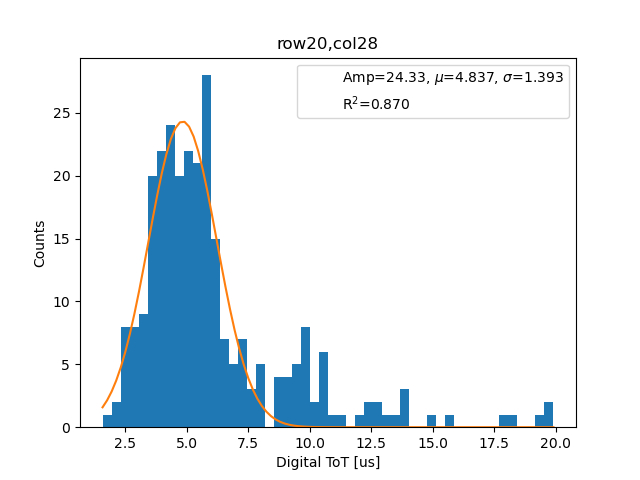 row20,col28
Amp=24.33, μ=4.837, σ=1.393
R²=0.870
25
20
15
10
5
0
Counts
2.5 5.0 7.5 10.0 12.5 15.0 17.5 20.0
Digital ToT [us]